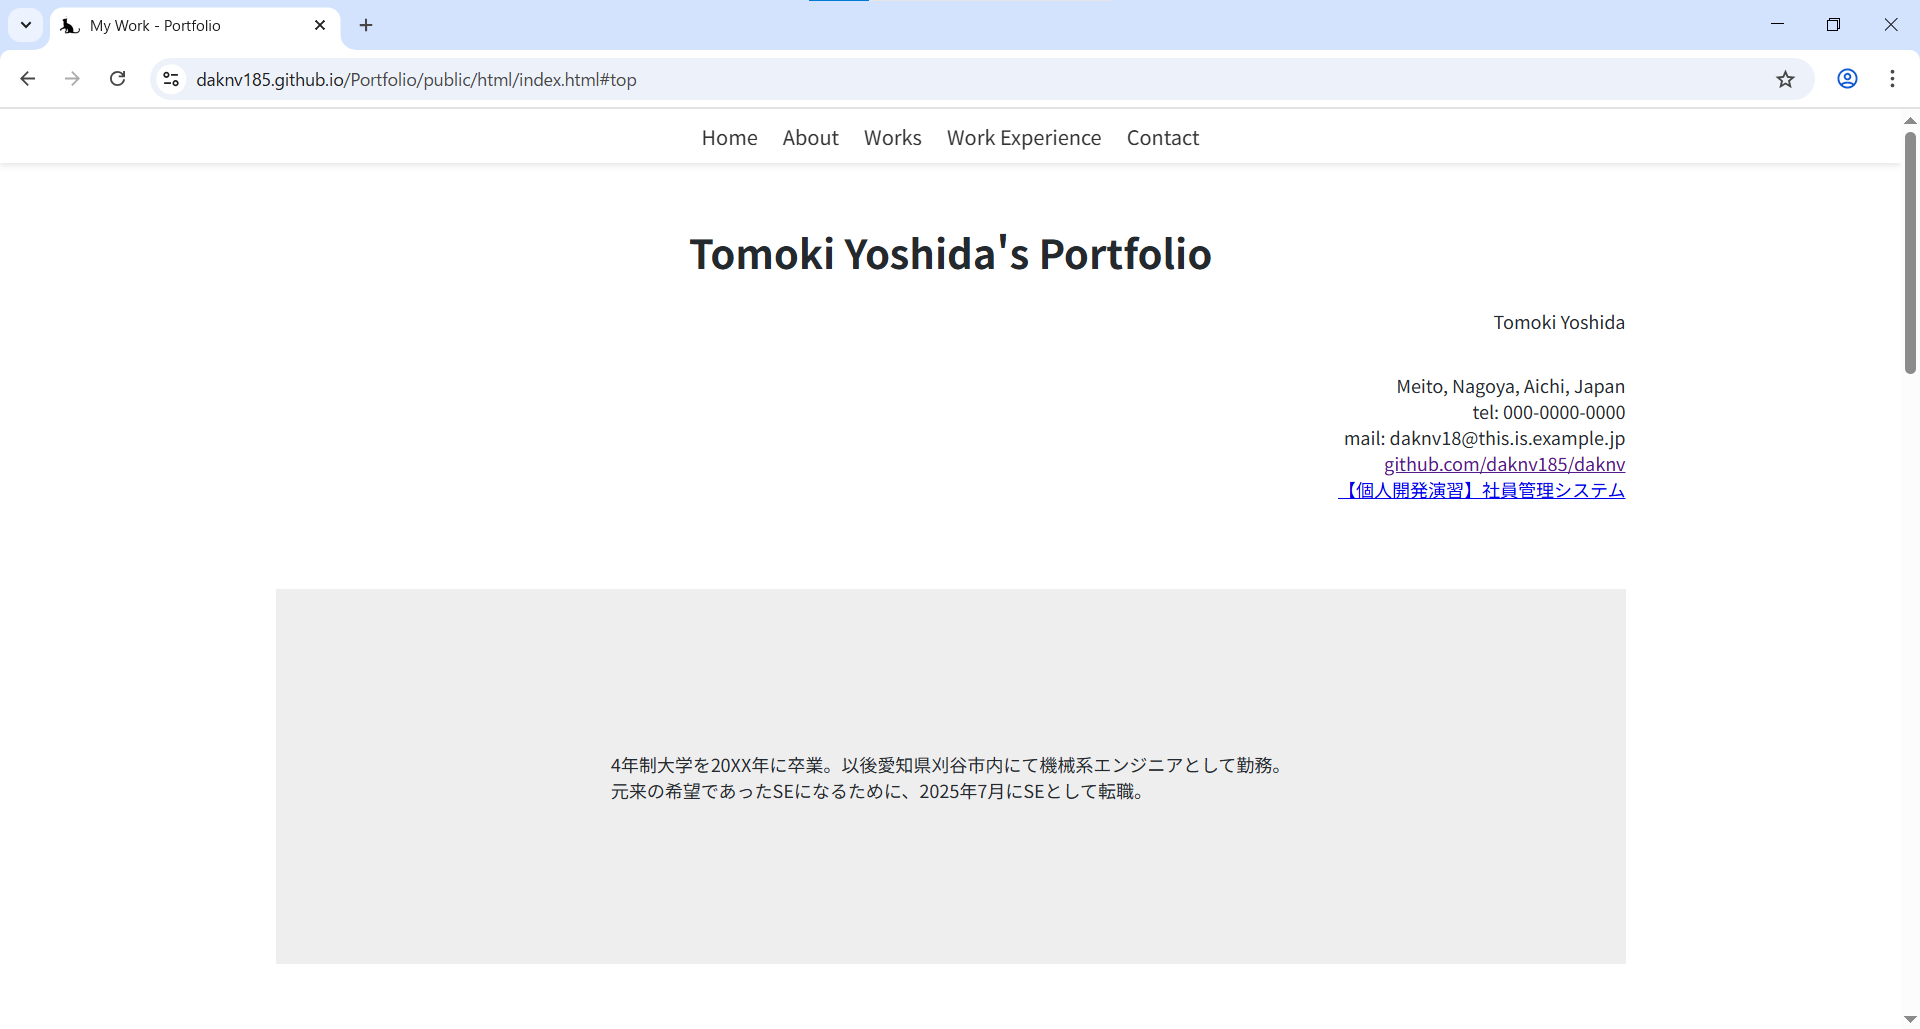 My Work - Portfolio
daknv185.github.io/Portfolio/public/html/index.html#top
Home About Works Work Experience Contact
Tomoki Yoshida's Portfolio
Tomoki Yoshida
Meito, Nagoya, Aichi, Japan
tel: 000-0000-0000
mail: daknv18@this.is.example.jp
github.com/daknv185/daknv
【個人開発演習】社員管理システム
4年制大学を20XX年に卒業。以後愛知県刈谷市内にて機械系エンジニアとして勤務。
元来の希望であったSEになるために、2025年7月にSEとして転職。